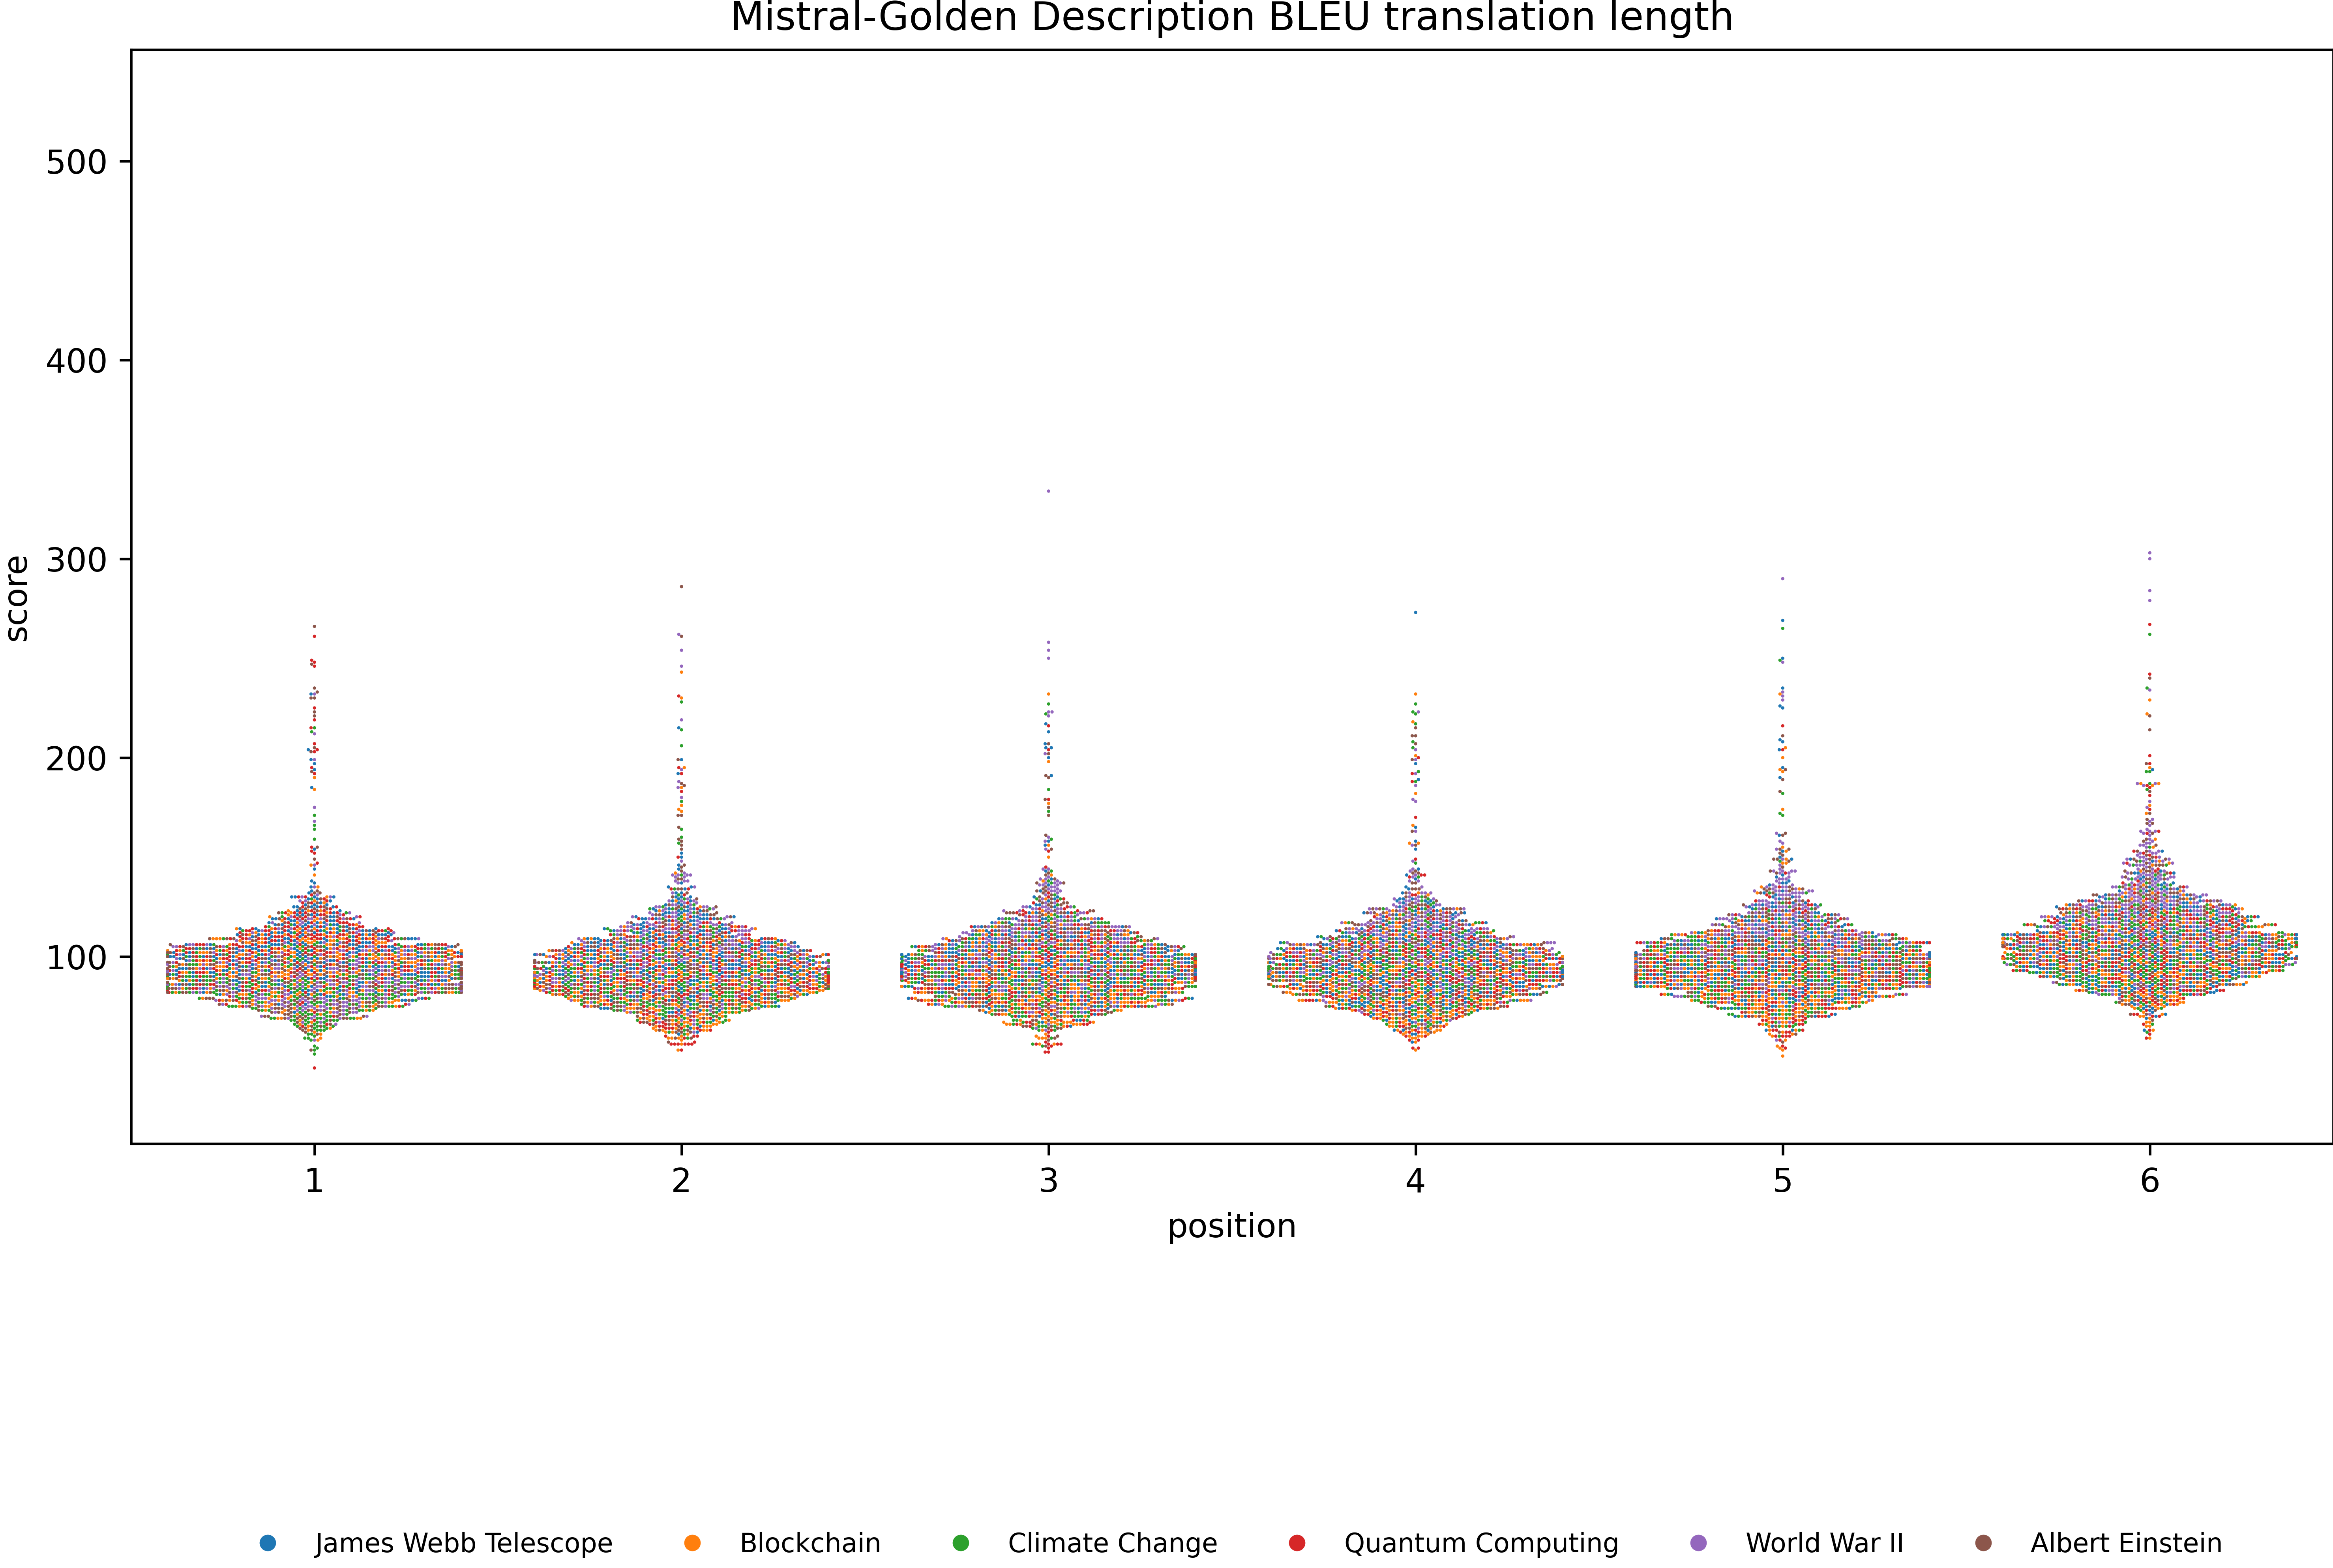 Mistral-Golden Description BLEU translation length
500
400
300
200
100
score
1 2 3 4 5 6
position
James Webb Telescope Blockchain Climate Change Quantum Computing World War II Albert Einstein